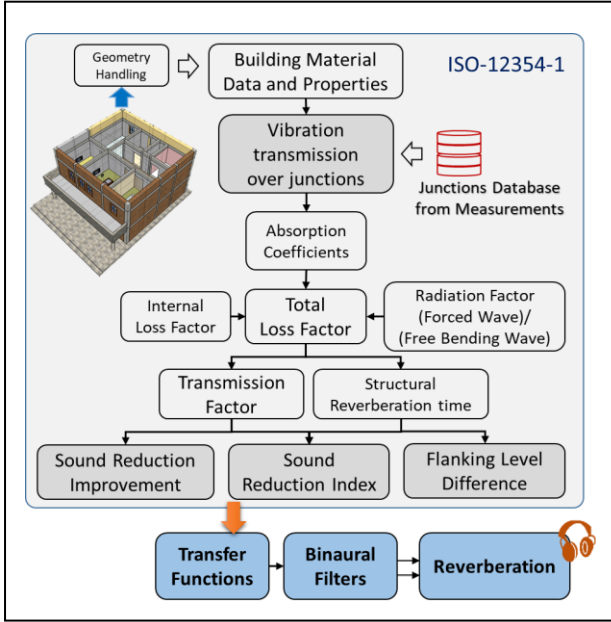 Geometry
Handling
Building Material
Data and Properties
ISO-12354-1
Vibration
transmission
over junctions
Junctions Database
from Measurements
Absorption
Coefficients
Internal
Loss Factor
Total
Loss Factor
Radiation Factor
(Forced Wave)/
(Free Bending Wave)
Transmission
Factor
Structural
Reverberation time
Sound Reduction
Improvement
Sound
Reduction Index
Flanking Level
Difference
Transfer
Functions
Binaural
Filters
Reverberation